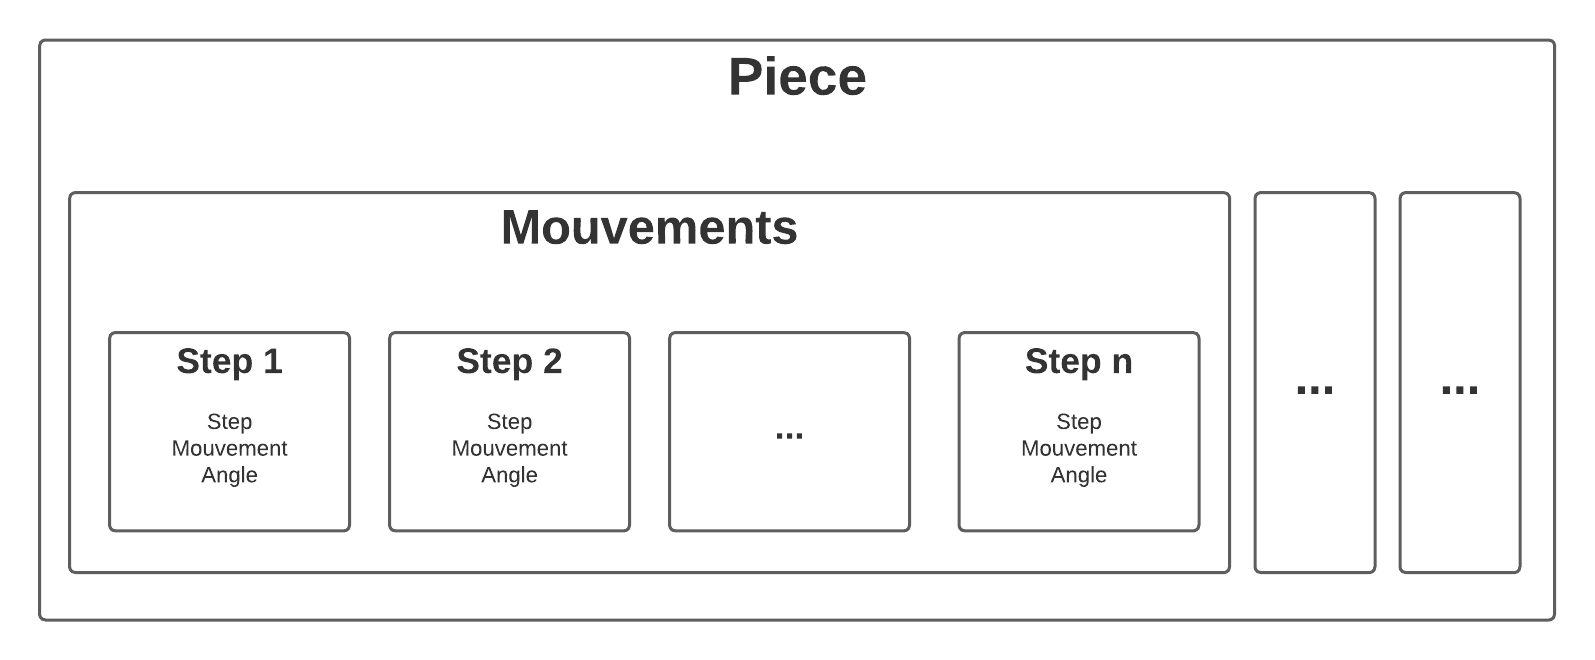 Piece
Mouvements
Step 1
Step
Mouvement
Angle
Step 2
Step
Mouvement
Angle
...
Step n
Step
Mouvement
Angle
...
...